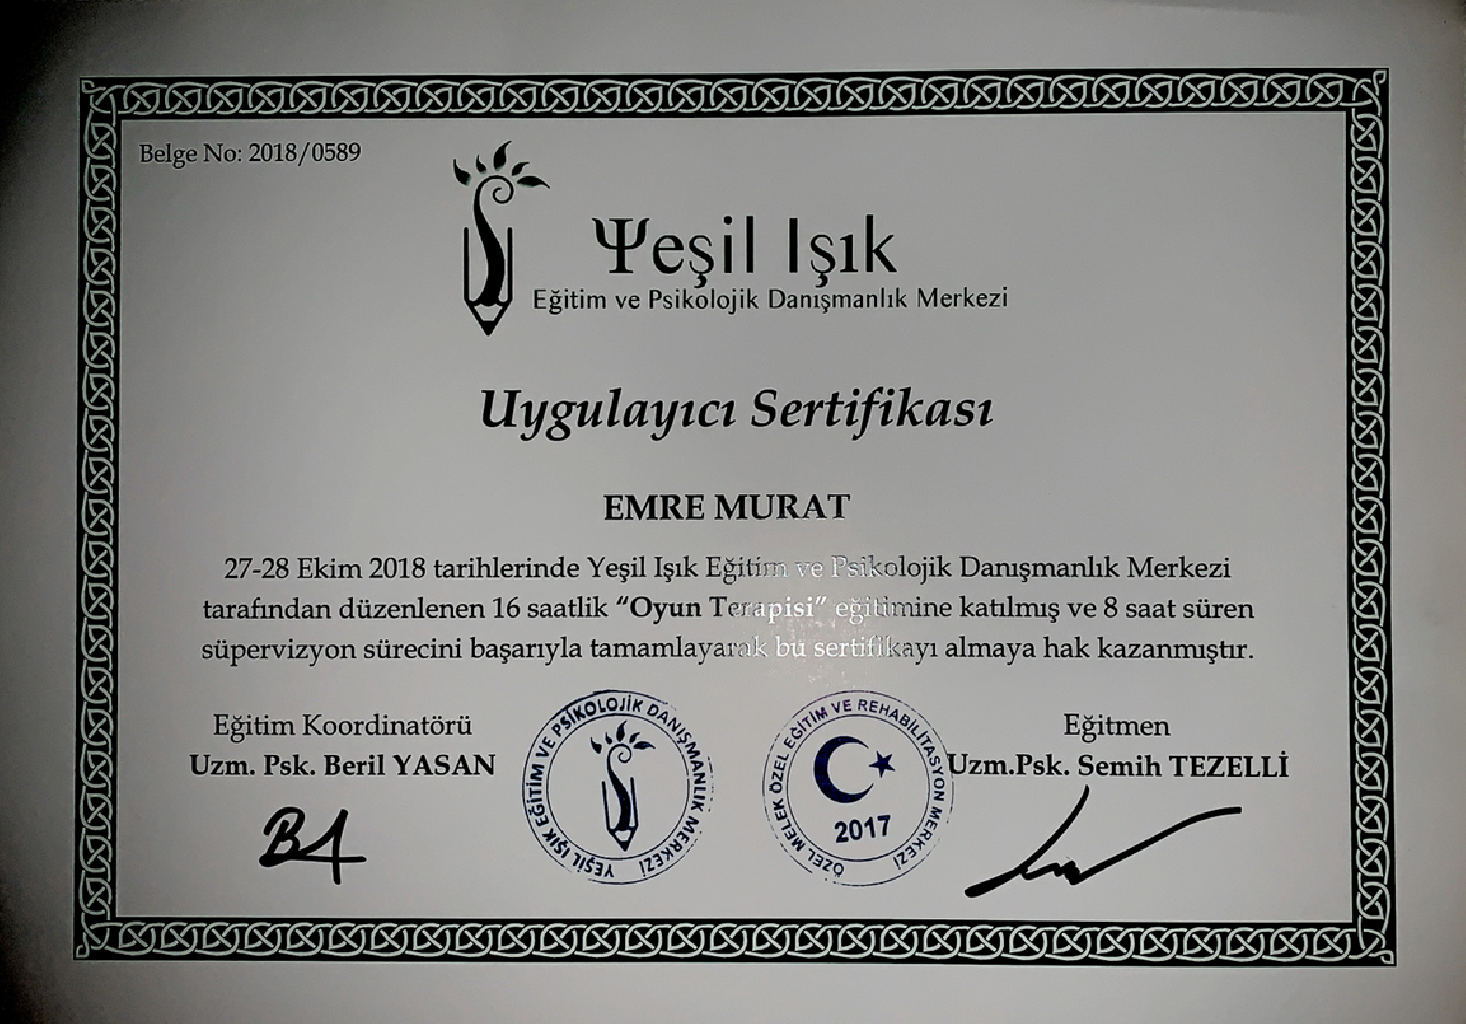 Belge No: 2018/0589
Yeşil Işık
Eğitim ve Psikolojik Danışmanlık Merkezi
Uygulayıcı Sertifikası
EMRE MURAT
27-28 Ekim 2018 tarihlerinde Yeşil Işık Eğitim ve Psikolojik Danışmanlık Merkezi
tarafından düzenlenen 16 saatlik “Oyun Terapisi” eğitimine katılmış ve 8 saat süren
süpervizyon sürecini başarıyla tamamlayarak bu sertifikayı almaya hak kazanmıştır.
Eğitim Koordinatörü
Uzm. Psk. Beril YASAN
YEŞİL IŞIK EĞİTİM VE PSİKOLOJİK DANIŞMANLIK MERKEZİ
ÖZEL MELEK ÖZEL EĞİTİM VE REHABİLİTASYON MERKEZİ
2017
Eğitmen
Uzm.Psk. Semih TEZELLİ